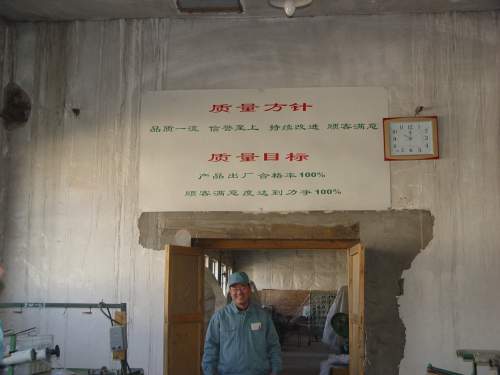 质量方针
品质一流 信誉至上 持续改进 顾客满意
质量目标
产品出厂合格率100%
顾客满意度达到力争100%